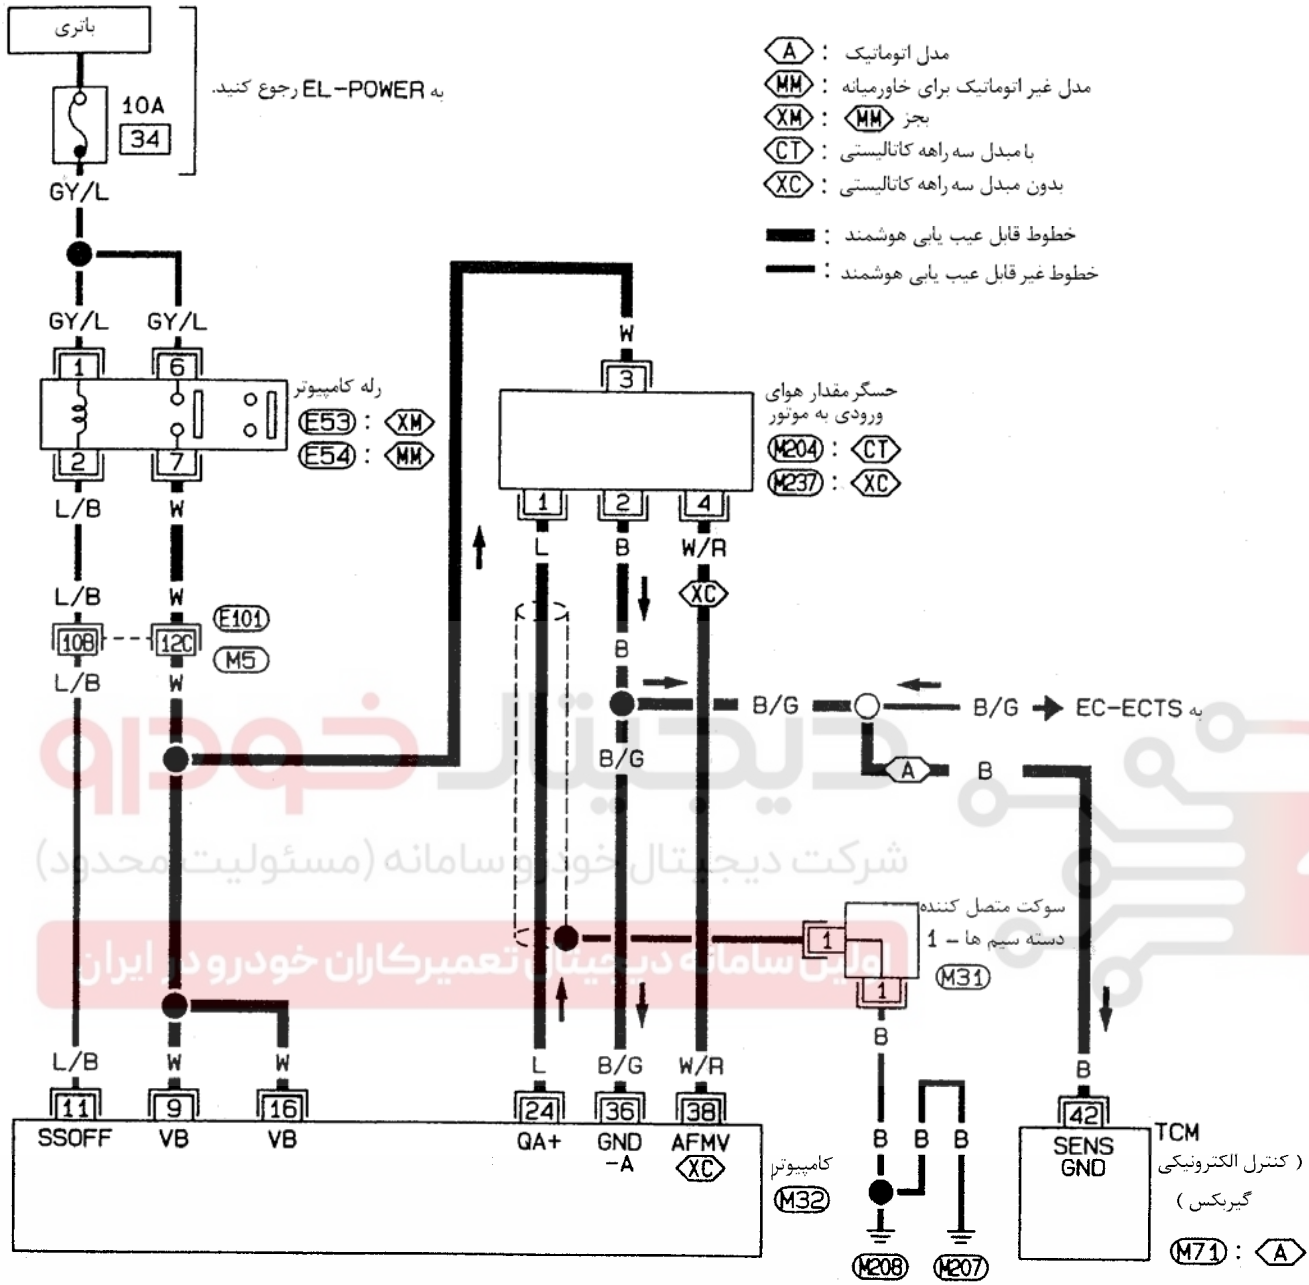 باتری
10A
34
به EL-POWER رجوع کنید.
A : مدل اتوماتیک
MM : مدل غیر اتوماتیک برای خاورمیانه
XM : بجز MM
CT : با مبدل سه راهه کاتالیستی
XC : بدون مبدل سه راهه کاتالیستی
خطوط قابل عیب یابی هوشمند :
خطوط غیر قابل عیب یابی هوشمند :
GY/L
GY/L GY/L
1 6
رله کامپیوتر
E53 : XM
E54 : MM
2 7
L/B W
L/B W
10B 12C
E101
M5
L/B W
W
3
حسگر مقدار هوای
ورودی به موتور
M204 : CT
M237 : XC
1 2 4
L B W/R
XC
B
B/G B/G به EC-ECTS
B/G
A B
دیجیتال خودرو
شرکت دیجیتال خودرو سامانه (مسئولیت محدود)
اولین سامانه دیجیتال تعمیرکاران خودرو در ایران
سوکت متصل کننده
دسته سیم ها - 1
M31
1
1
B
L/B W W L B/G W/R B
11 9 16 24 36 38 42
SSOFF VB VB QA+ GND
-A AFMV
XC
کامپیوتر
M32
B B B
M208 M207
SENS
GND
TCM
( کنترل الکترونیکی
گیربکس )
M71 : A